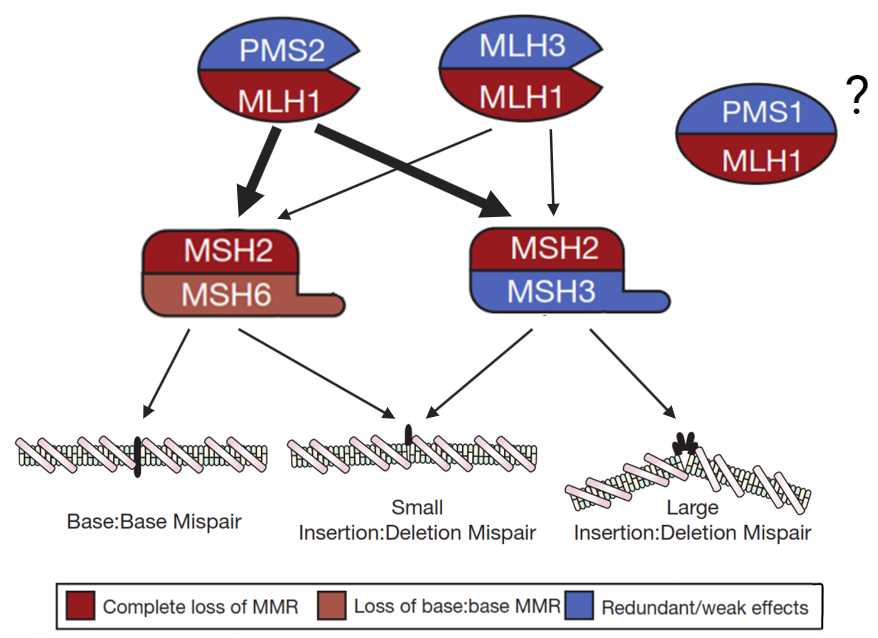 PMS2
MLH1
MLH3
MLH1
PMS1
MLH1
?
MSH2
MSH6
MSH2
MSH3
Base:Base Mispair
Small
Insertion:Deletion Mispair
Large
Insertion:Deletion Mispair
Complete loss of MMR
Loss of base:base MMR
Redundant/weak effects